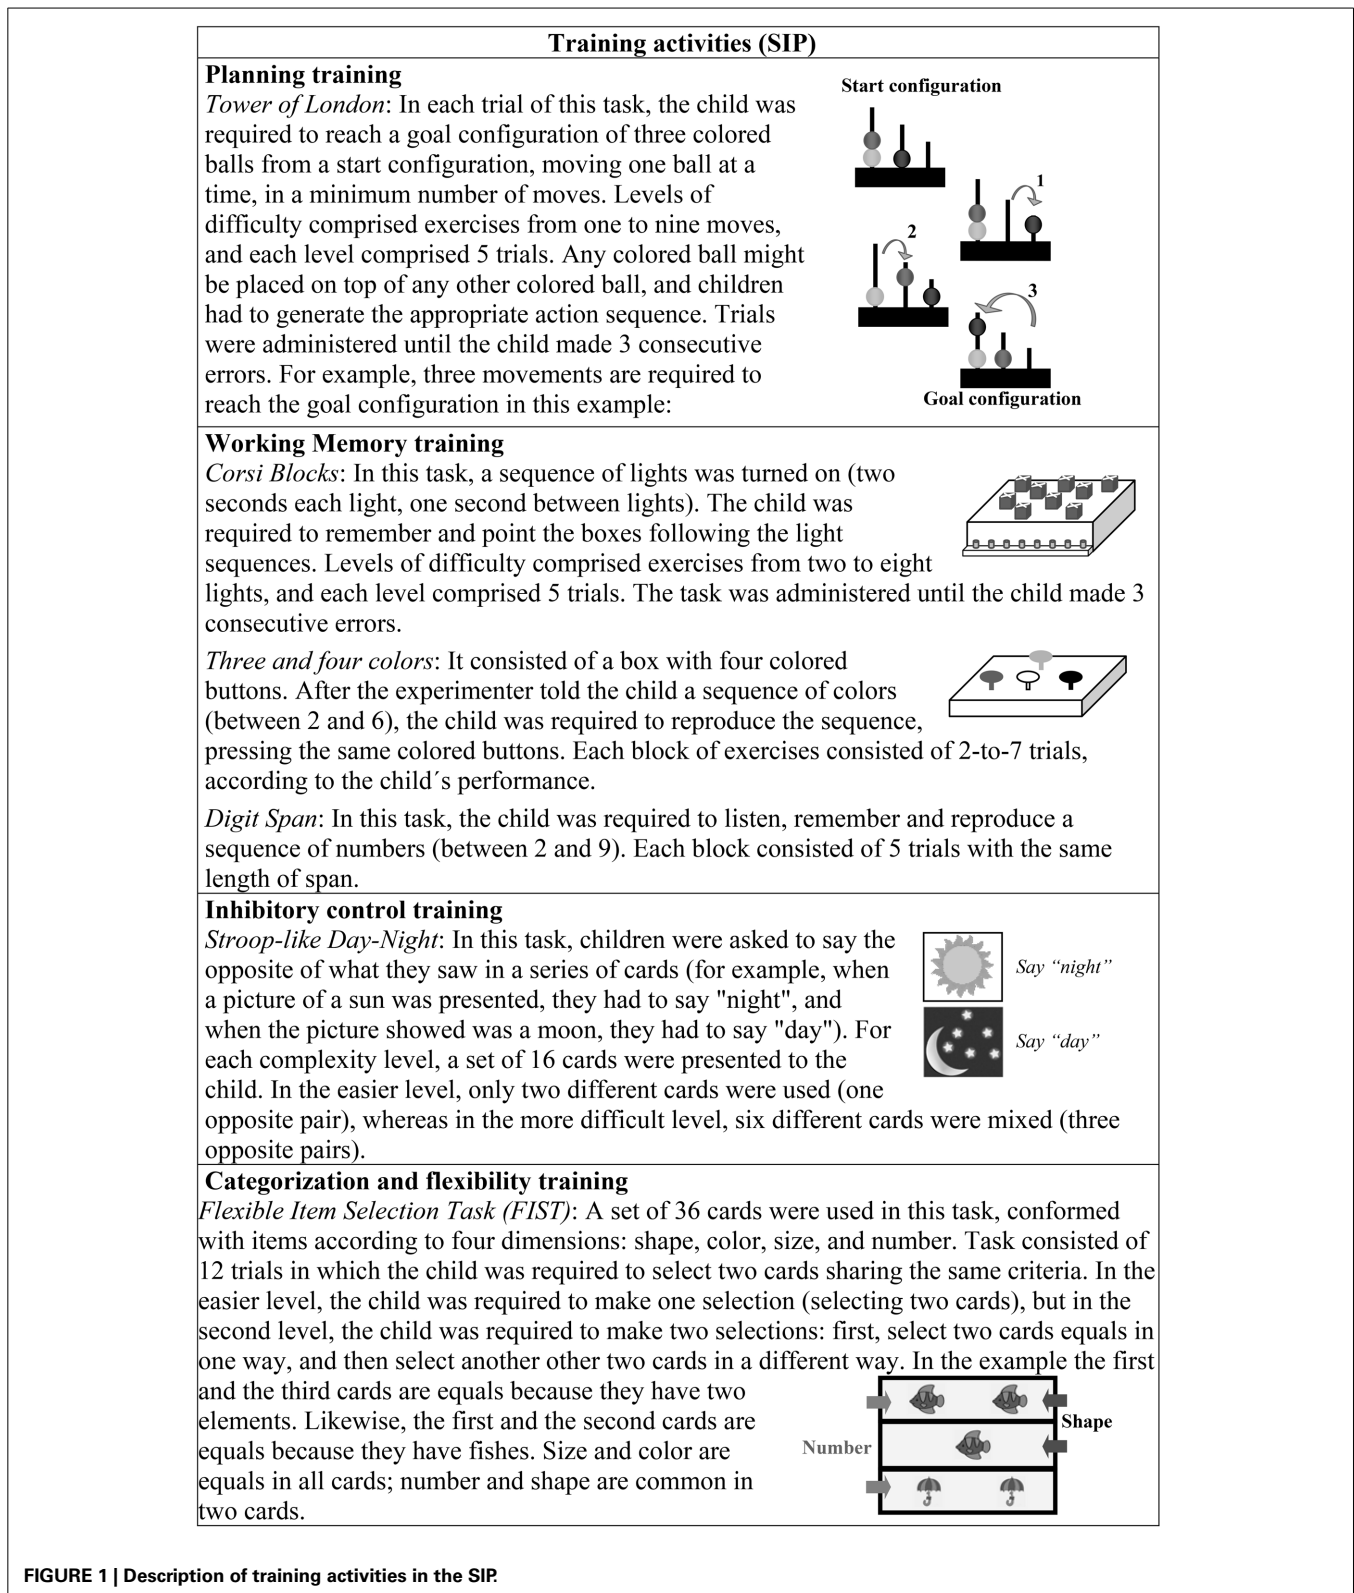 Training activities (SIP)
Planning training
Tower of London: In each trial of this task, the child was
required to reach a goal configuration of three colored
balls from a start configuration, moving one ball at a
time, in a minimum number of moves. Levels of
difficulty comprised exercises from one to nine moves,
and each level comprised 5 trials. Any colored ball might
be placed on top of any other colored ball, and children
had to generate the appropriate action sequence. Trials
were administered until the child made 3 consecutive
errors. For example, three movements are required to
reach the goal configuration in this example:
Start configuration
1
2
3
Goal configuration
Working Memory training
Corsi Blocks: In this task, a sequence of lights was turned on (two
seconds each light, one second between lights). The child was
required to remember and point the boxes following the light
sequences. Levels of difficulty comprised exercises from two to eight
lights, and each level comprised 5 trials. The task was administered until the child made 3
consecutive errors.
Three and four colors: It consisted of a box with four colored
buttons. After the experimenter told the child a sequence of colors
(between 2 and 6), the child was required to reproduce the sequence,
pressing the same colored buttons. Each block of exercises consisted of 2-to-7 trials,
according to the child´s performance.
Digit Span: In this task, the child was required to listen, remember and reproduce a
sequence of numbers (between 2 and 9). Each block consisted of 5 trials with the same
length of span.
Inhibitory control training
Stroop-like Day-Night: In this task, children were asked to say the
opposite of what they saw in a series of cards (for example, when
a picture of a sun was presented, they had to say "night", and
when the picture showed was a moon, they had to say "day"). For
each complexity level, a set of 16 cards were presented to the
child. In the easier level, only two different cards were used (one
opposite pair), whereas in the more difficult level, six different cards were mixed (three
opposite pairs).
Say “night”
Say “day”
Categorization and flexibility training
Flexible Item Selection Task (FIST): A set of 36 cards were used in this task, conformed
with items according to four dimensions: shape, color, size, and number. Task consisted of
12 trials in which the child was required to select two cards sharing the same criteria. In the
easier level, the child was required to make one selection (selecting two cards), but in the
second level, the child was required to make two selections: first, select two cards equals in
one way, and then select another other two cards in a different way. In the example the first
and the third cards are equals because they have two
elements. Likewise, the first and the second cards are
equals because they have fishes. Size and color are
equals in all cards; number and shape are common in
two cards.
Shape
Number
FIGURE 1 | Description of training activities in the SIP.